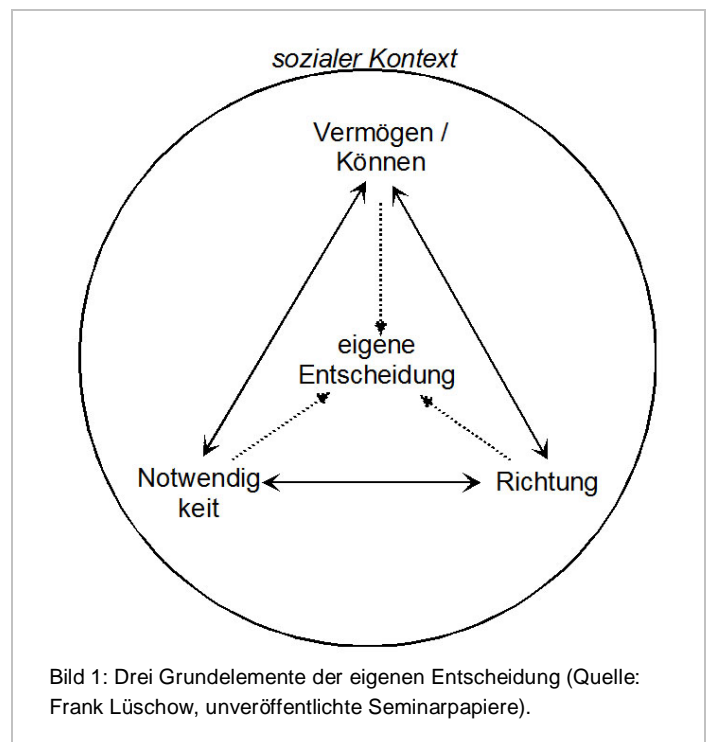 sozialer Kontext
Vermögen /
Können
eigene
Entscheidung
Notwendig
keit
Richtung
Bild 1: Drei Grundelemente der eigenen Entscheidung (Quelle:
Frank Lüschow, unveröffentlichte Seminarpapiere).